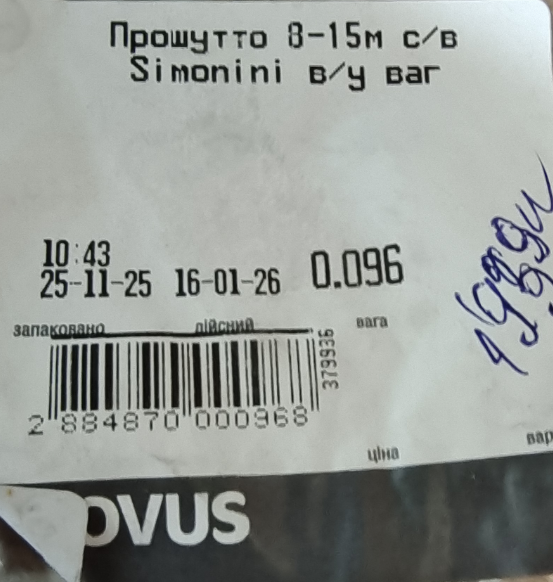 Прошутто 8-15м с/в
Simonini в/у ваг
10:43
25-11-25 16-01-26 0.096
запаковано дійсний вага
379936
2 884870 000968
ціна вар
OVUS